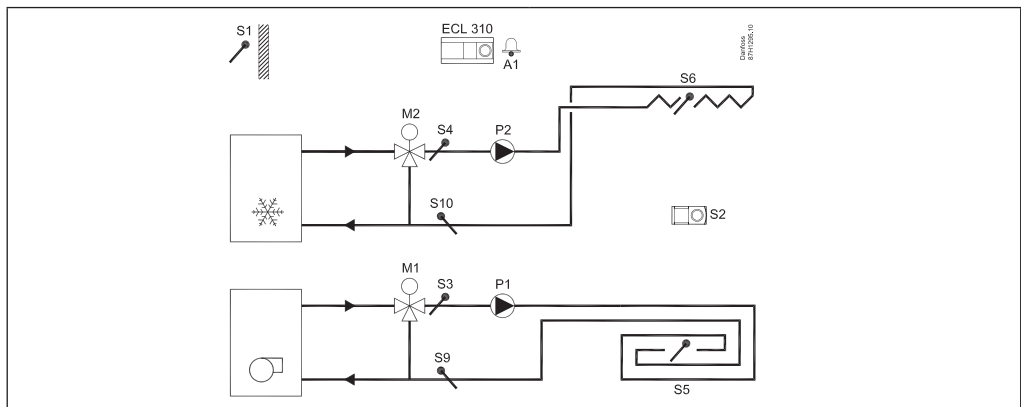 S1
ECL 310
A1
Danfoss
87H1295.10
S6
M2
S4
P2
S10
S2
M1
S3
P1
S9
S5